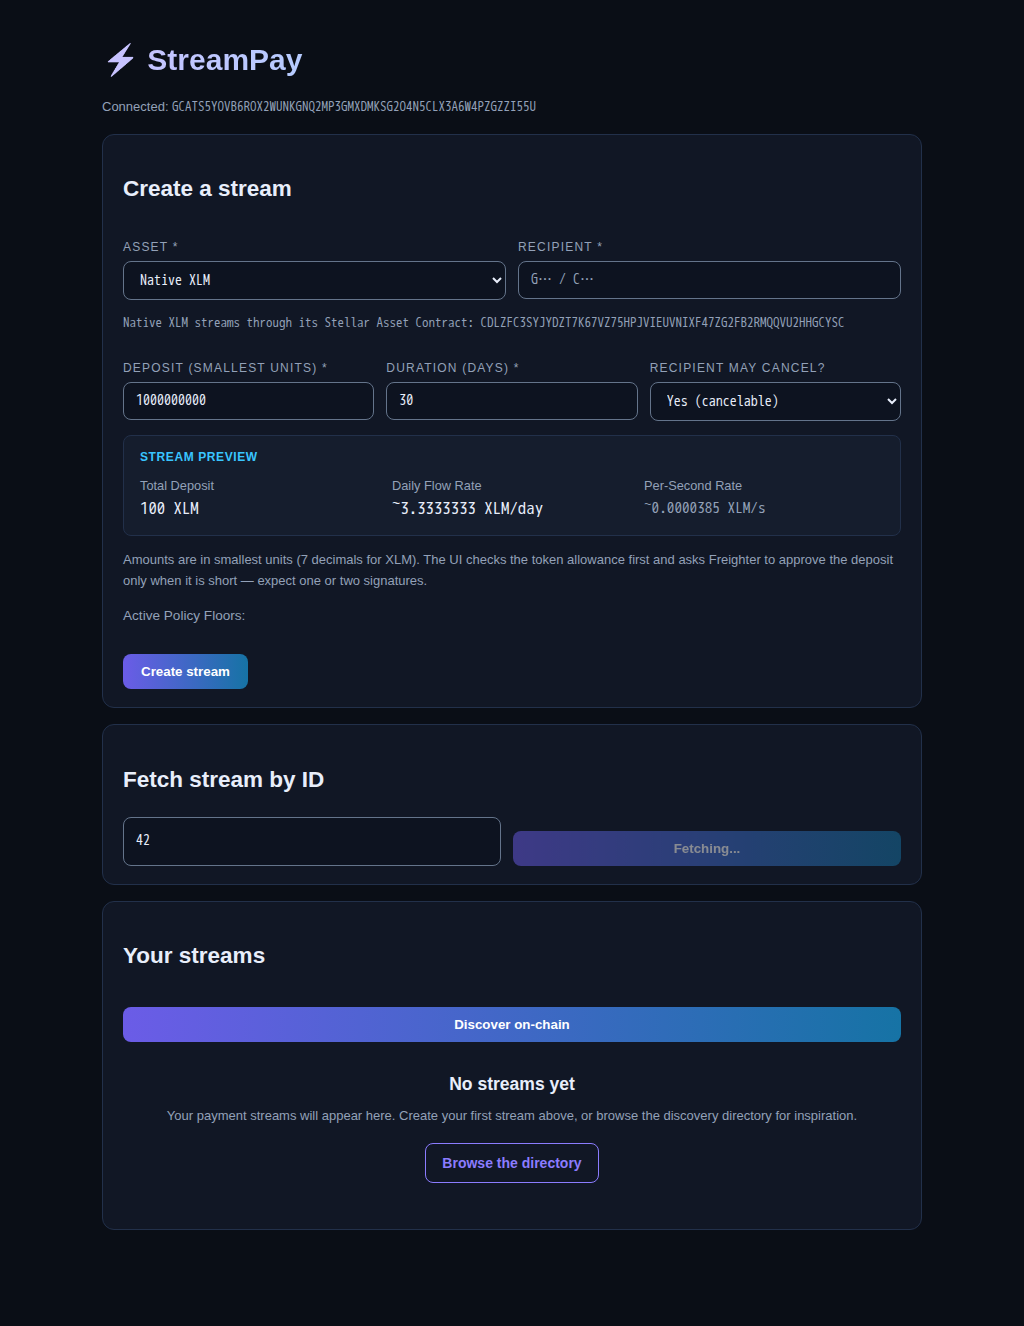 ⚡ StreamPay
Connected: GCATS5YOVB6ROX2WUNKGNQ2MP3GMXDMKSG2O4N5CLX3A6W4PZGZZI55U
Create a stream
ASSET *
RECIPIENT *
Native XLM
G… / C…
Native XLM streams through its Stellar Asset Contract: CDLZFC3SYJYDZT7K67VZ75HPJVIEUVNIXF47ZG2FB2RMQQVU2HHGCYSC
DEPOSIT (SMALLEST UNITS) *
DURATION (DAYS) *
RECIPIENT MAY CANCEL?
1000000000
30
Yes (cancelable)
STREAM PREVIEW
Total Deposit
Daily Flow Rate
Per-Second Rate
100 XLM
~3.3333333 XLM/day
~0.0000385 XLM/s
Amounts are in smallest units (7 decimals for XLM). The UI checks the token allowance first and asks Freighter to approve the deposit
only when it is short — expect one or two signatures.
Active Policy Floors:
Create stream
Fetch stream by ID
42
Fetching...
Your streams
Discover on-chain
No streams yet
Your payment streams will appear here. Create your first stream above, or browse the discovery directory for inspiration.
Browse the directory